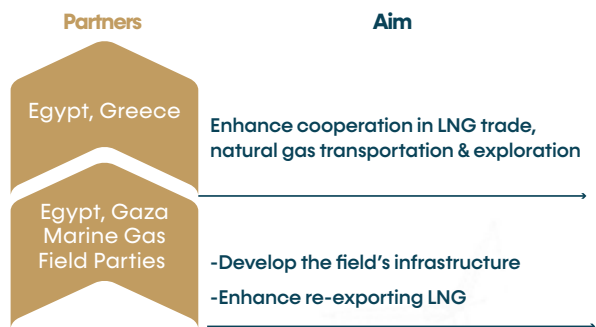 Partners
Aim
Egypt, Greece
Enhance cooperation in LNG trade,
natural gas transportation & exploration
Egypt, Gaza
Marine Gas
Field Parties
-Develop the field's infrastructure
-Enhance re-exporting LNG